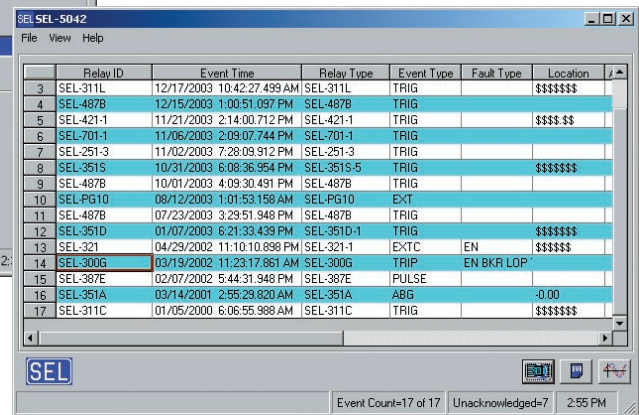 SEL SEL-5042
File View Help
Relay ID Event Time Relay Type Event Type Fault Type Location
3 SEL-311L 12/17/2003 10:42:27.499 AM SEL-311L TRIG $$$$$$$
4 SEL-487B 12/15/2003 1:00:51.097 PM SEL-487B TRIG
5 SEL-421-1 11/21/2003 2:14:00.712 PM SEL-421-1 TRIG $$$$.$$
6 SEL-701-1 11/06/2003 2:09:07.744 PM SEL-701-1 TRIG
7 SEL-251-3 11/02/2003 7:28:09.912 PM SEL-251-3 TRIG
8 SEL-351S 10/31/2003 6:08:36.954 PM SEL-351S-5 TRIG $$$$$$$
9 SEL-487B 10/01/2003 4:09:30.491 PM SEL-487B TRIG
10 SEL-PG10 08/12/2003 1:01:53.158 AM SEL-PG10 EXT
11 SEL-487B 07/23/2003 3:29:51.948 PM SEL-487B TRIG
12 SEL-351D 01/07/2003 6:21:33.439 PM SEL-351D-1 TRIG $$$$$$$
13 SEL-321 04/29/2002 11:10:10.898 PM SEL-321-1 EXTC EN $$$$$$
14 SEL-300G 03/19/2002 11:23:17.861 AM SEL-300G TRIP EN BKR LOP
15 SEL-387E 02/07/2002 5:44:31.948 PM SEL-387E PULSE
16 SEL-351A 03/14/2001 2:55:29.820 AM SEL-351A ABG -0.00
17 SEL-311C 01/05/2000 6:06:55.988 AM SEL-311C TRIG $$$$$$$
SEL
Event Count=17 of 17 Unacknowledged=7 2:55 PM